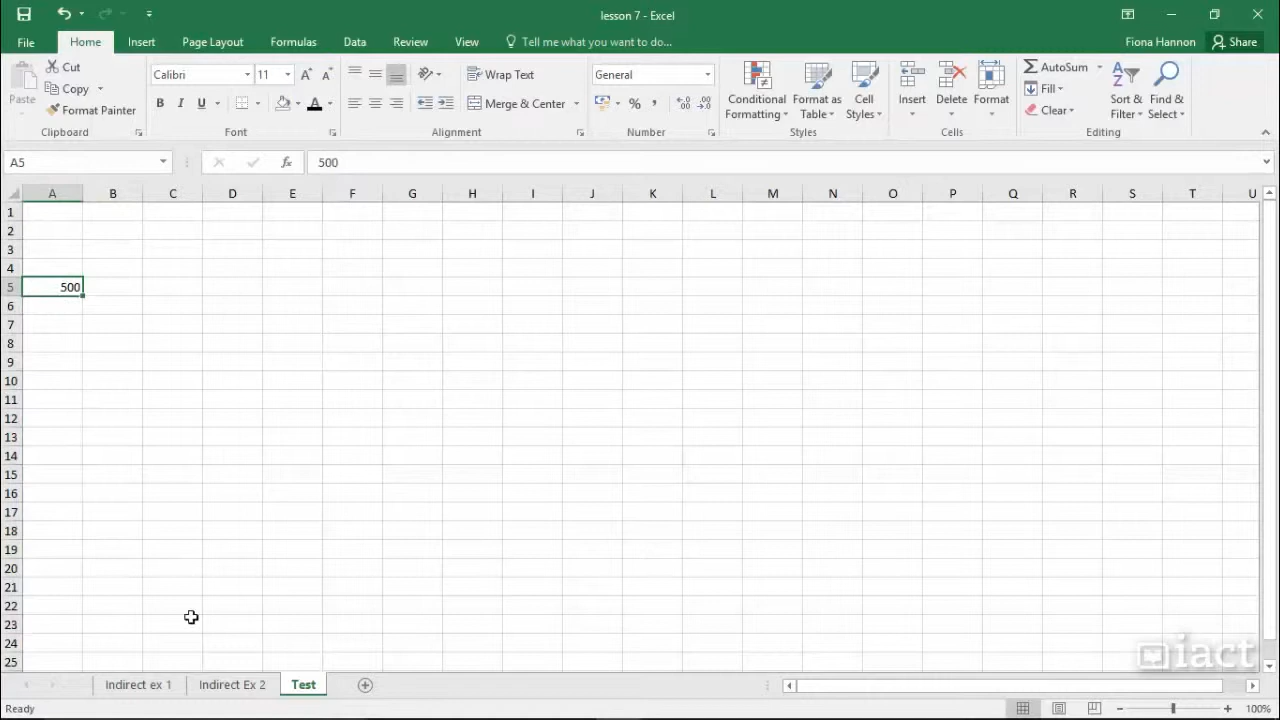 lesson 7 - Excel
File Home Insert Page Layout Formulas Data Review View Tell me what you want to do... Fiona Hannon Share
Paste
Cut
Copy
Format Painter
Clipboard
Calibri 11
B I U
Font
Wrap Text
Merge & Center
Alignment
General
%
Number
Conditional Formatting
Format as Table
Cell Styles
Styles
Insert Delete Format
Cells
AutoSum
Fill
Clear
Sort & Filter
Find & Select
Editing
A5 fx 500
A B C D E F G H I J K L M N O P Q R S T U
1
2
3
4
5 500
6
7
8
9
10
11
12
13
14
15
16
17
18
19
20
21
22
23
24
25
iact
Indirect ex 1 Indirect Ex 2 Test
Ready 100%